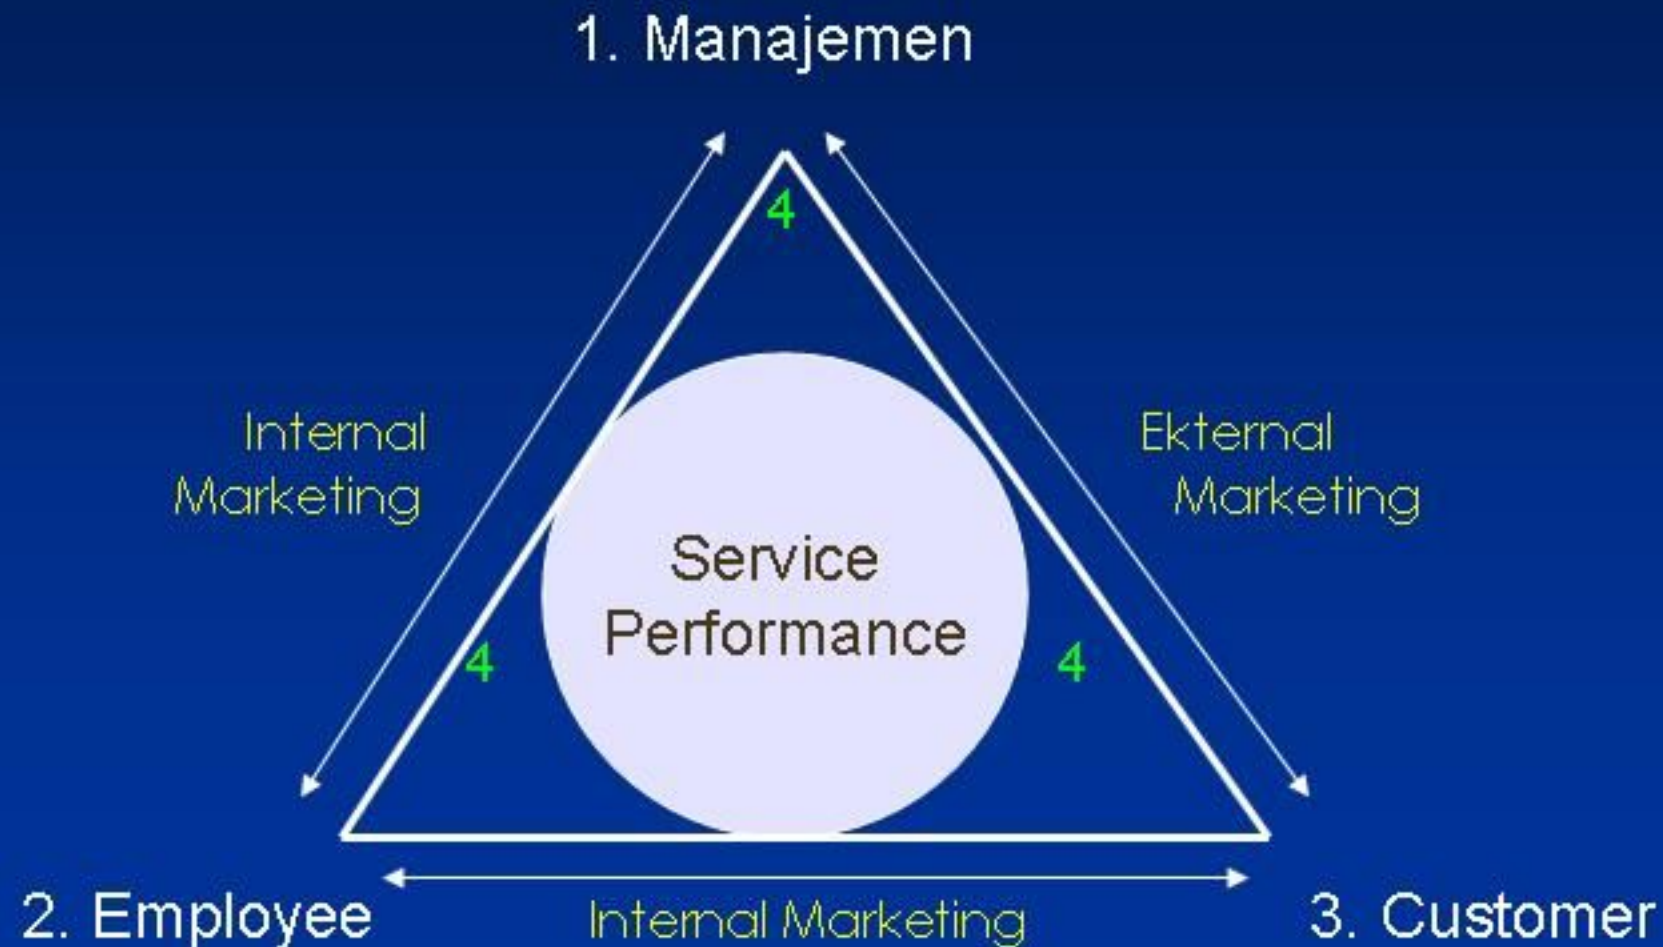 1. Manajemen
4
Internal
Marketing
Ekternal
Marketing
Service
Performance
4
4
2. Employee
Internal Marketing
3. Customer